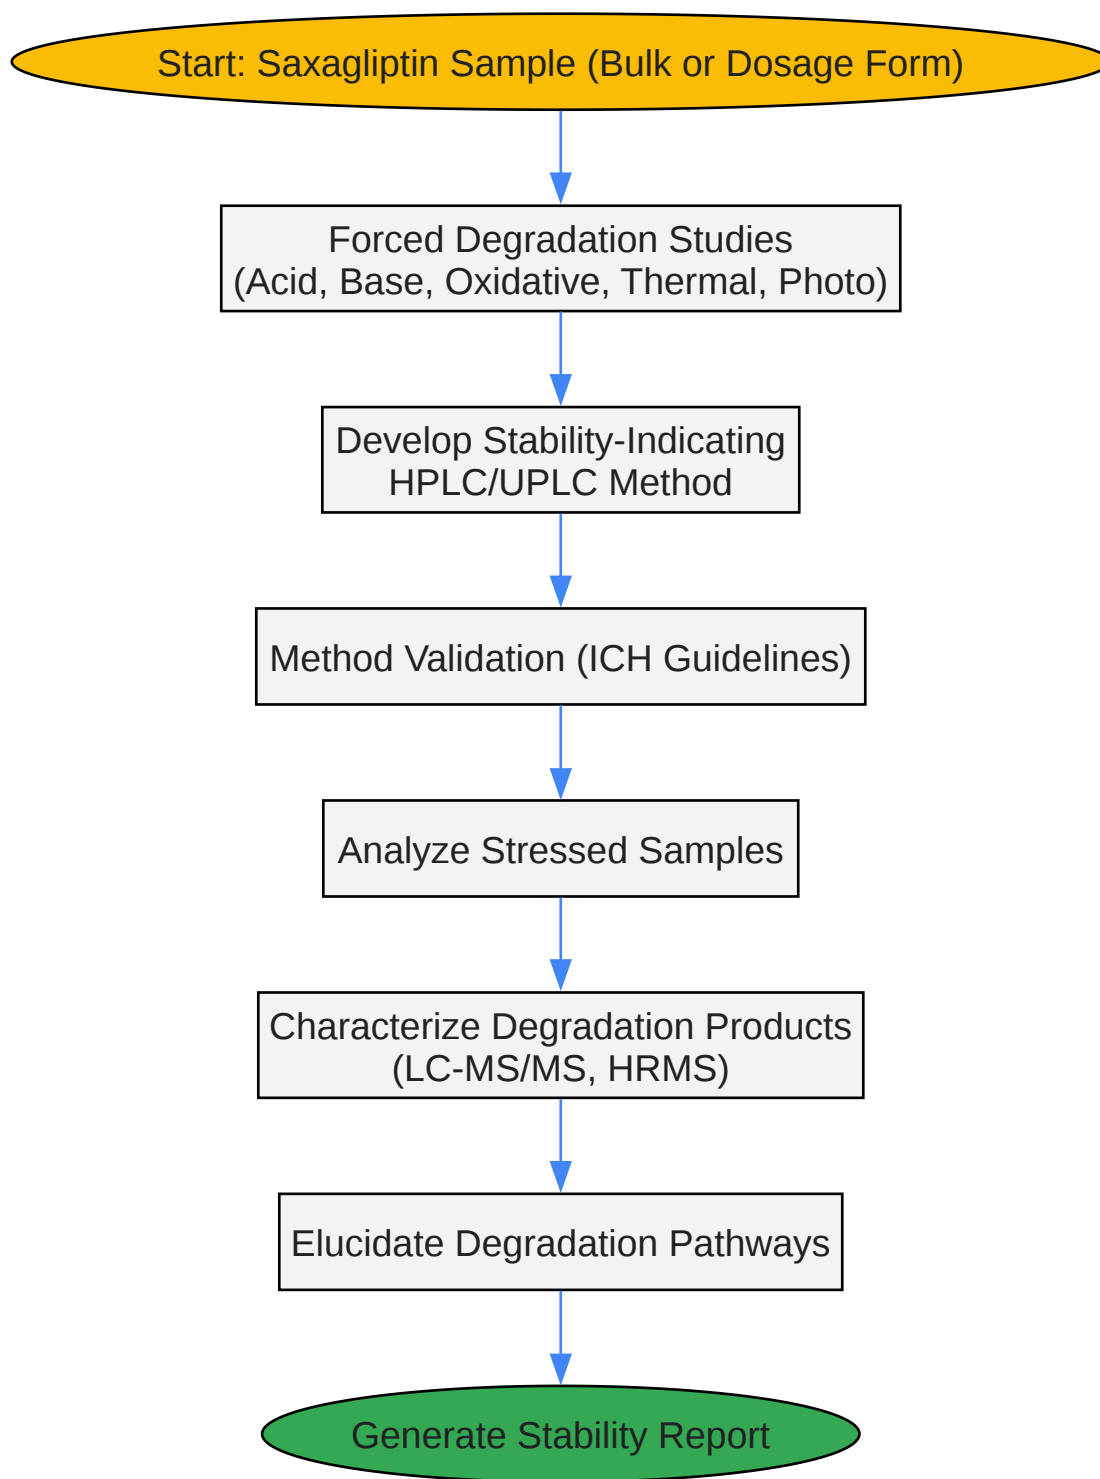 Start: Saxagliptin Sample (Bulk or Dosage Form)
Forced Degradation Studies
(Acid, Base, Oxidative, Thermal, Photo)
Develop Stability-Indicating
HPLC/UPLC Method
Method Validation (ICH Guidelines)
Analyze Stressed Samples
Characterize Degradation Products
(LC-MS/MS, HRMS)
Elucidate Degradation Pathways
Generate Stability Report